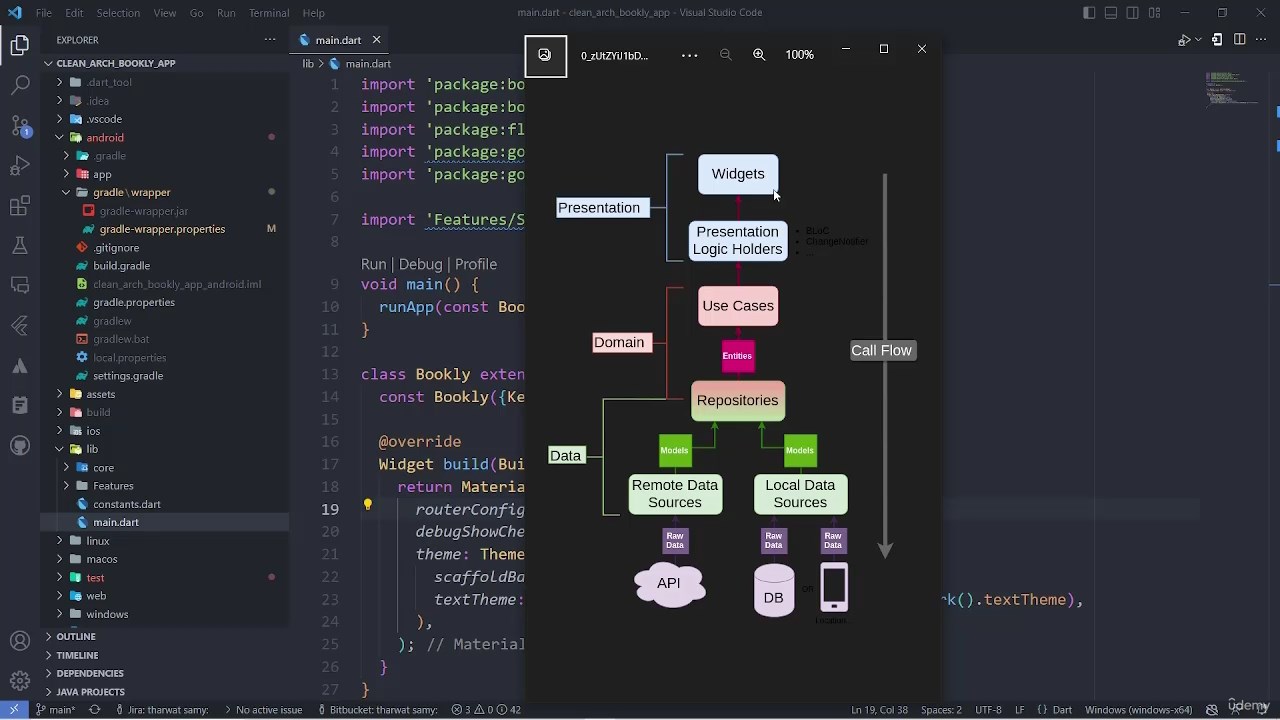 File Edit Selection View Go Run Terminal Help
main.dart - clean_arch_bookly_app - Visual Studio Code
EXPLORER
CLEAN_ARCH_BOOKLY_APP
.dart_tool
.idea
.vscode
android
.gradle
app
gradle\wrapper
gradle-wrapper.jar
gradle-wrapper.properties M
.gitignore
build.gradle
clean_arch_bookly_app_android.iml
gradle.properties
gradlew
gradlew.bat
local.properties
settings.gradle
assets
build
ios
lib
core
Features
constants.dart
main.dart
linux
macos
test
web
windows
OUTLINE
TIMELINE
DEPENDENCIES
JAVA PROJECTS
main.dart
lib > main.dart
1 import 'package:bo
2 import 'package:bo
3 import 'package:fl
4 import 'package:go
5 import 'package:go
6
7 import 'Features/S
8
Run | Debug | Profile
9 void main() {
10 runApp(const Boo
11 }
12
13 class Bookly exten
14 const Bookly({Ke
15
16 @override
17 Widget build(Bui
18 return Materia
19 routerConfig
20 debugShowChe
21 theme: Theme
22 scaffoldBa
23 textTheme: k().textTheme),
24 ),
25 ); // Material
26 }
27 }
0_zUtZYiJ1bD...
100%
Widgets
Presentation
Presentation
Logic Holders
BLoC
ChangeNotifier
...
Use Cases
Domain
Entities
Call Flow
Repositories
Data
Models
Models
Remote Data
Sources
Local Data
Sources
Raw
Data
Raw
Data
Raw
Data
API
DB
OR
Location...
main*
Jira: tharwat samy:
No active issue
Bitbucket: tharwat samy:
3 0 42
Ln 19, Col 38
Spaces: 2
UTF-8
LF
{ } Dart
Windows (windows-x64)
ûdemy